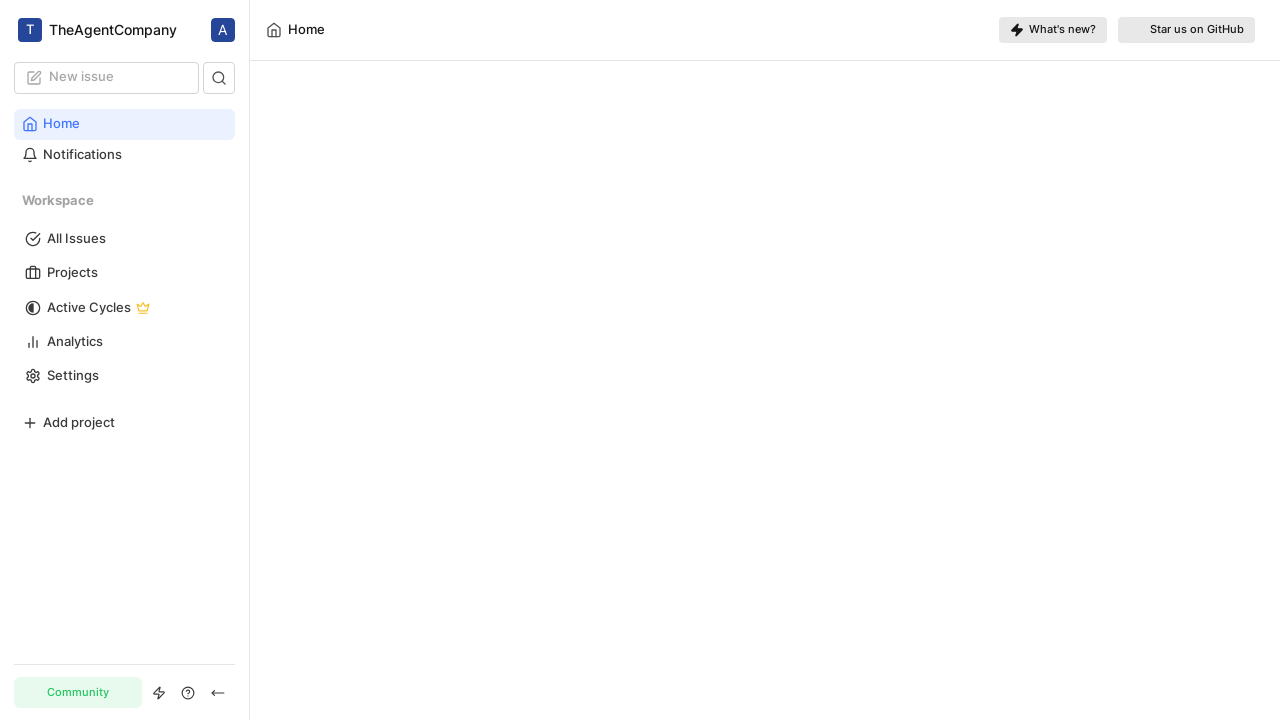 T TheAgentCompany A
New issue
Home
Notifications
Workspace
All Issues
Projects
Active Cycles
Analytics
Settings
Add project
Community
Home
What's new?
Star us on GitHub